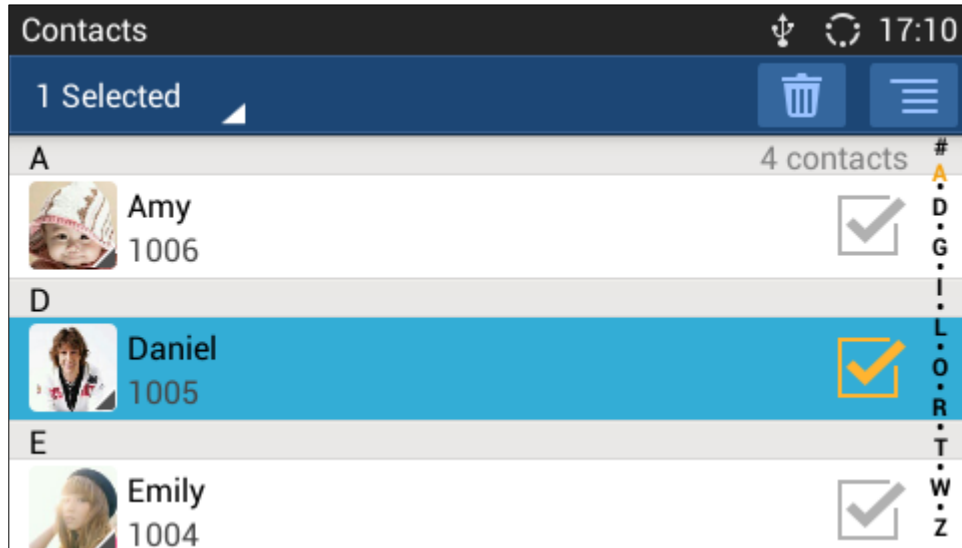 Contacts 17:10
1 Selected
A 4 contacts
Amy
1006
D
Daniel
1005
E
Emily
1004
#
A
•
D
•
G
•
I
•
L
•
O
•
R
•
T
•
W
•
Z